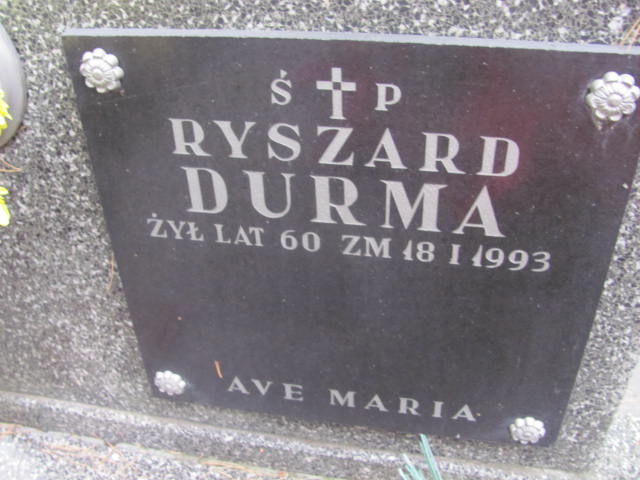 Ś✝P
RYSZARD
DURMA
ŻYŁ LAT 60 ZM 18 I 1993
AVE MARIA